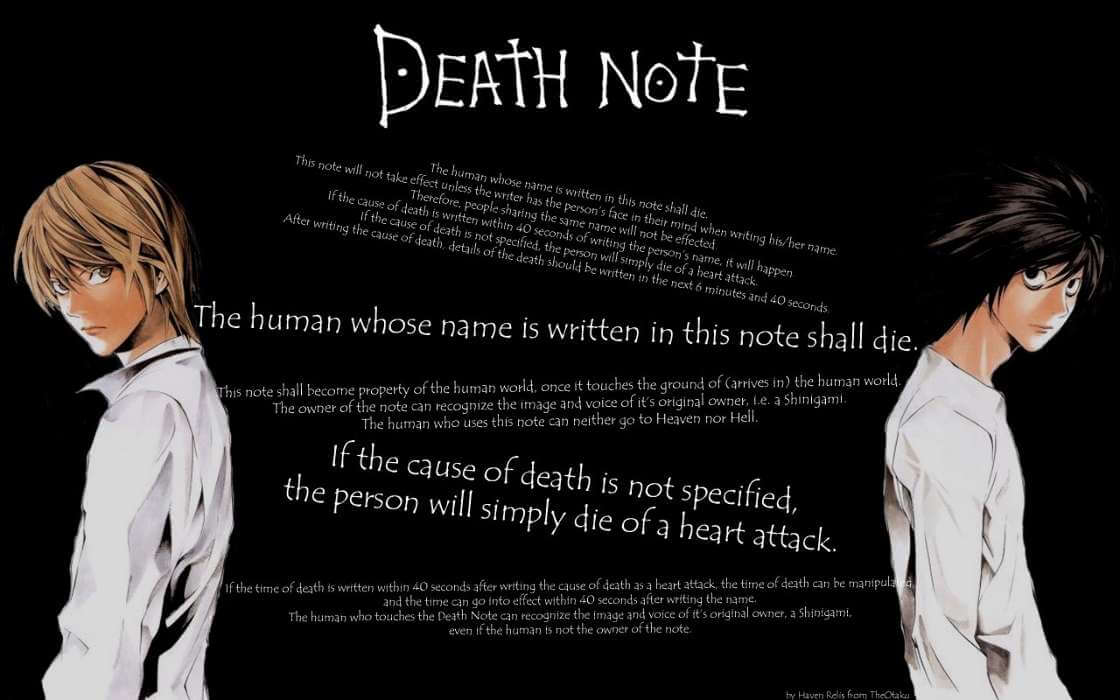 DEATH NOTE
The human whose name is written in this note shall die.
This note will not take effect unless the writer has the person's face in their mind when writing his/her name.
Therefore, people sharing the same name will not be effected.
If the cause of death is written within 40 seconds of writing the person's name, it will happen.
If the cause of death is not specified, the person will simply die of a heart attack.
After writing the cause of death, details of the death should be written in the next 6 minutes and 40 seconds.
The human whose name is written in this note shall die.
This note shall become property of the human world, once it touches the ground of (arrives in) the human world.
The owner of the note can recognize the image and voice of it's original owner, i.e. a Shinigami.
The human who uses this note can neither go to Heaven nor Hell.
If the cause of death is not specified,
the person will simply die of a heart attack.
If the time of death is written within 40 seconds after writing the cause of death as a heart attack, the time of death can be manipulated,
and the time can go into effect within 40 seconds after writing the name.
The human who touches the Death Note can recognize the image and voice of it's original owner, a Shinigami,
even if the human is not the owner of the note.
by Haven Relis from TheOtaku